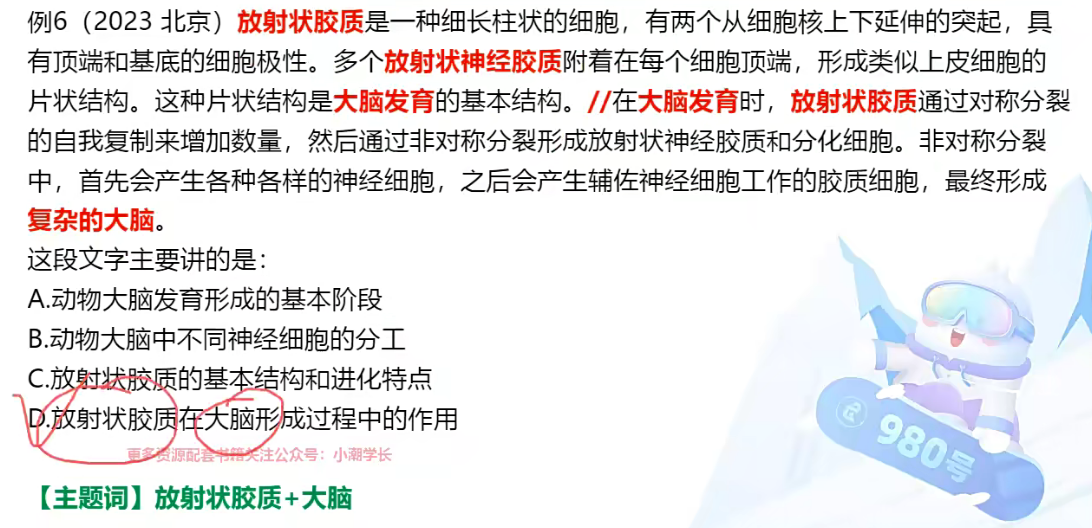 例6（2023 北京）放射状胶质是一种细长柱状的细胞，有两个从细胞核上下延伸的突起，具
有顶端和基底的细胞极性。多个放射状神经胶质附着在每个细胞顶端，形成类似上皮细胞的
片状结构。这种片状结构是大脑发育的基本结构。//在大脑发育时，放射状胶质通过对称分裂
的自我复制来增加数量，然后通过非对称分裂形成放射状神经胶质和分化细胞。非对称分裂
中，首先会产生各种各样的神经细胞，之后会产生辅佐神经细胞工作的胶质细胞，最终形成
复杂的大脑。
这段文字主要讲的是：
A.动物大脑发育形成的基本阶段
B.动物大脑中不同神经细胞的分工
C.放射状胶质的基本结构和进化特点
D.放射状胶质在大脑形成过程中的作用
更多资源配套书籍关注公众号：小潮学长
【主题词】放射状胶质+大脑
980号